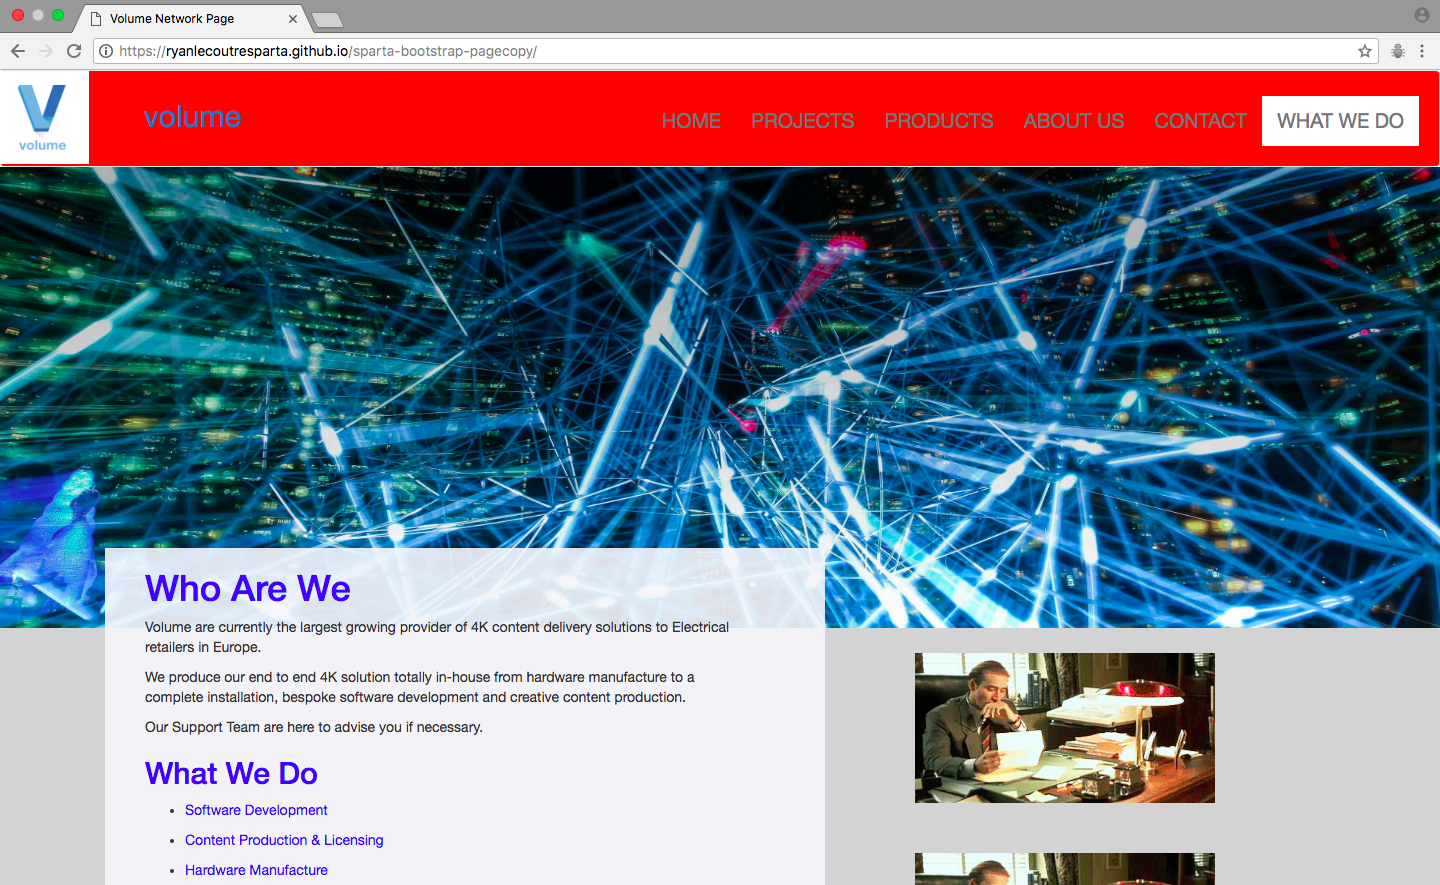 Volume Network Page
https://ryanlecoutresparta.github.io/sparta-bootstrap-pagecopy/
V
volume
volume
HOME PROJECTS PRODUCTS ABOUT US CONTACT WHAT WE DO
Who Are We
Volume are currently the largest growing provider of 4K content delivery solutions to Electrical
retailers in Europe.
We produce our end to end 4K solution totally in-house from hardware manufacture to a
complete installation, bespoke software development and creative content production.
Our Support Team are here to advise you if necessary.
What We Do
• Software Development
• Content Production & Licensing
• Hardware Manufacture